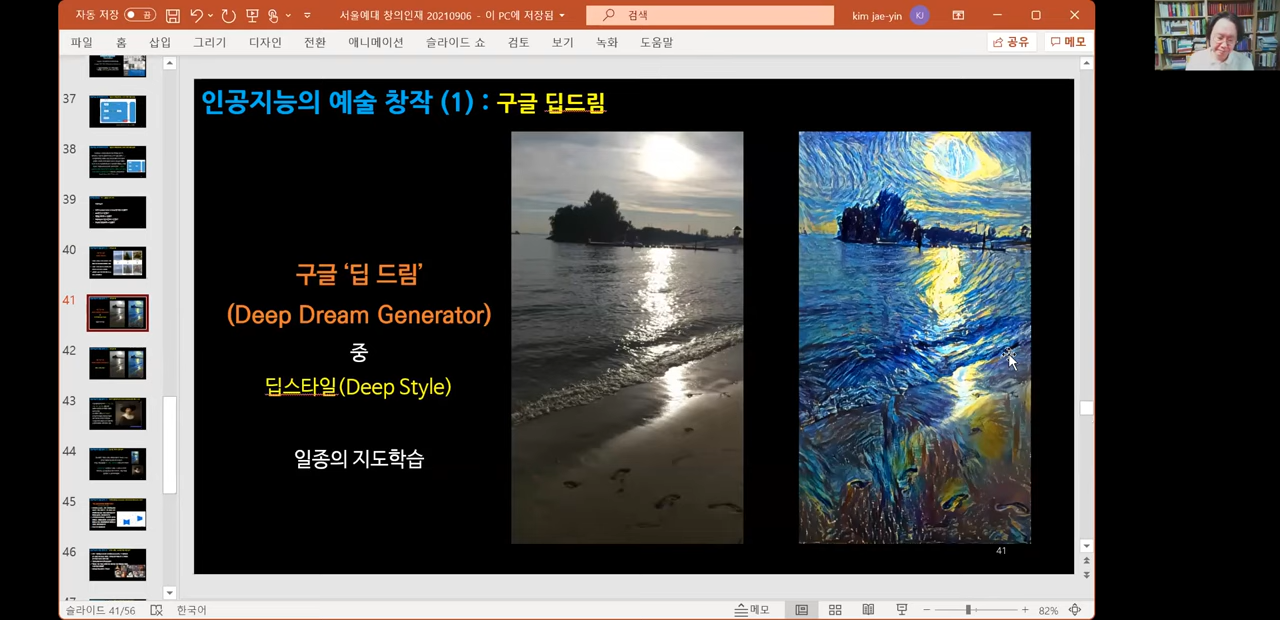 자동 저장 끔
서울예대 창의인재 20210906 - 이 PC에 저장됨
검색
kim jae-yin
KJ
파일 홈 삽입 그리기 디자인 전환 애니메이션 슬라이드 쇼 검토 보기 녹화 도움말
공유 메모
37
38
39
40
41
42
43
44
45
46
인공지능의 예술 창작 (1) : 구글 딥드림
구글 ‘딥 드림’
(Deep Dream Generator)
중
딥스타일(Deep Style)
일종의 지도학습
41
슬라이드 41/56 한국어
메모
82%